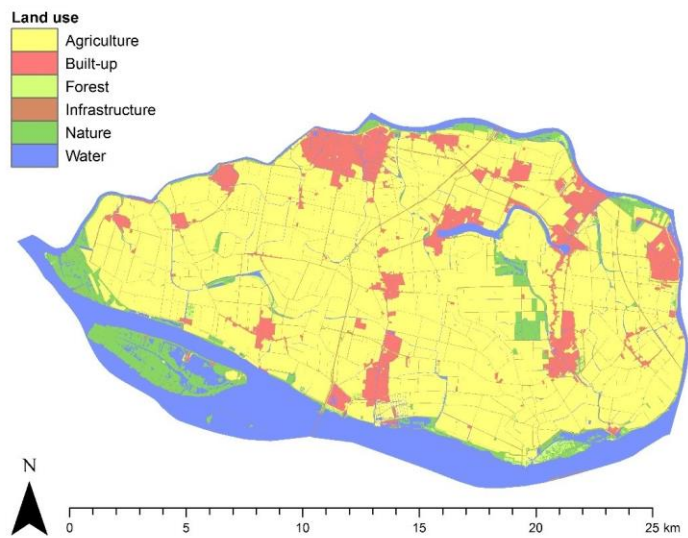 Land use
Agriculture
Built-up
Forest
Infrastructure
Nature
Water
N
0 5 10 15 20 25 km